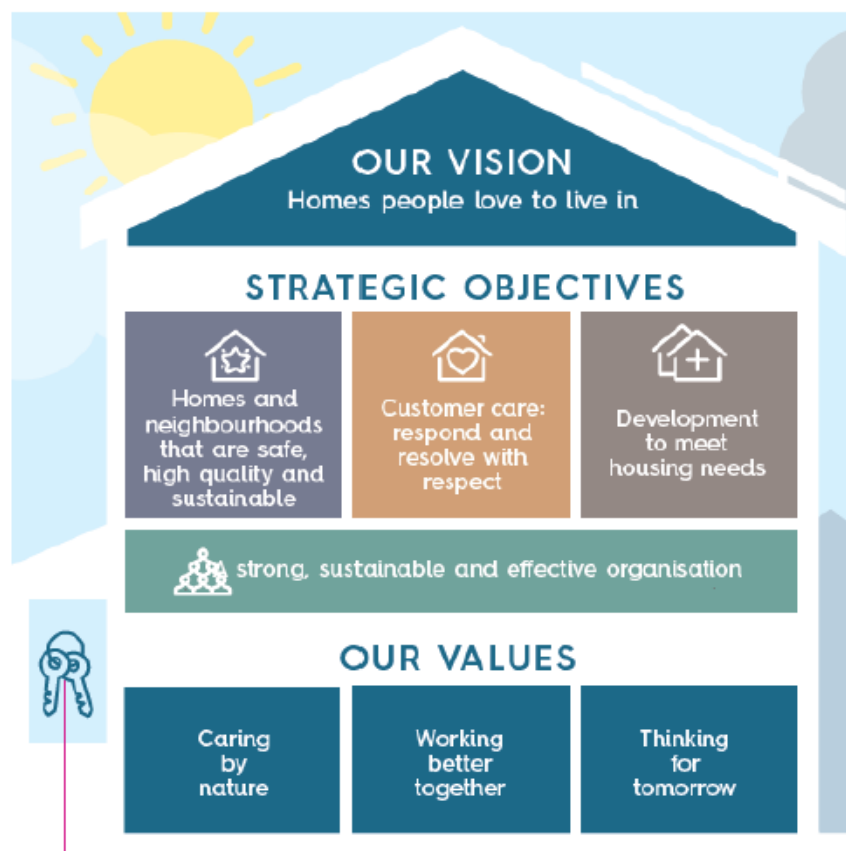 OUR VISION
Homes people love to live in
STRATEGIC OBJECTIVES
Homes and
neighbourhoods
that are safe,
high quality and
sustainable
Customer care:
respond and
resolve with
respect
Development
to meet
housing needs
strong, sustainable and effective organisation
OUR VALUES
Caring
by
nature
Working
better
together
Thinking
for
tomorrow